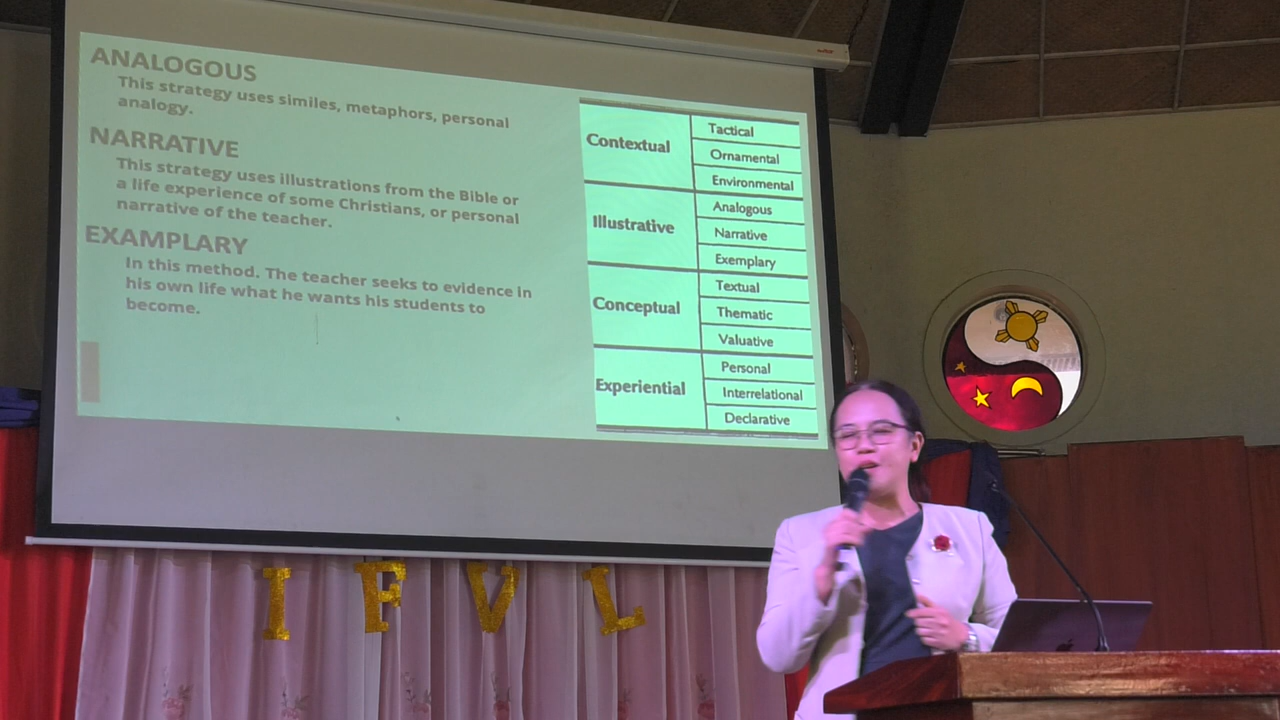 ANALOGOUS
This strategy uses similes, metaphors, personal
analogy.
NARRATIVE
This strategy uses illustrations from the Bible or
a life experience of some Christians, or personal
narrative of the teacher.
EXAMPLARY
In this method. The teacher seeks to evidence in
his own life what he wants his students to
become.
Contextual
Tactical
Ornamental
Environmental
Illustrative
Analogous
Narrative
Exemplary
Conceptual
Textual
Thematic
Valuative
Experiential
Personal
Interrelational
Declarative
I F V L